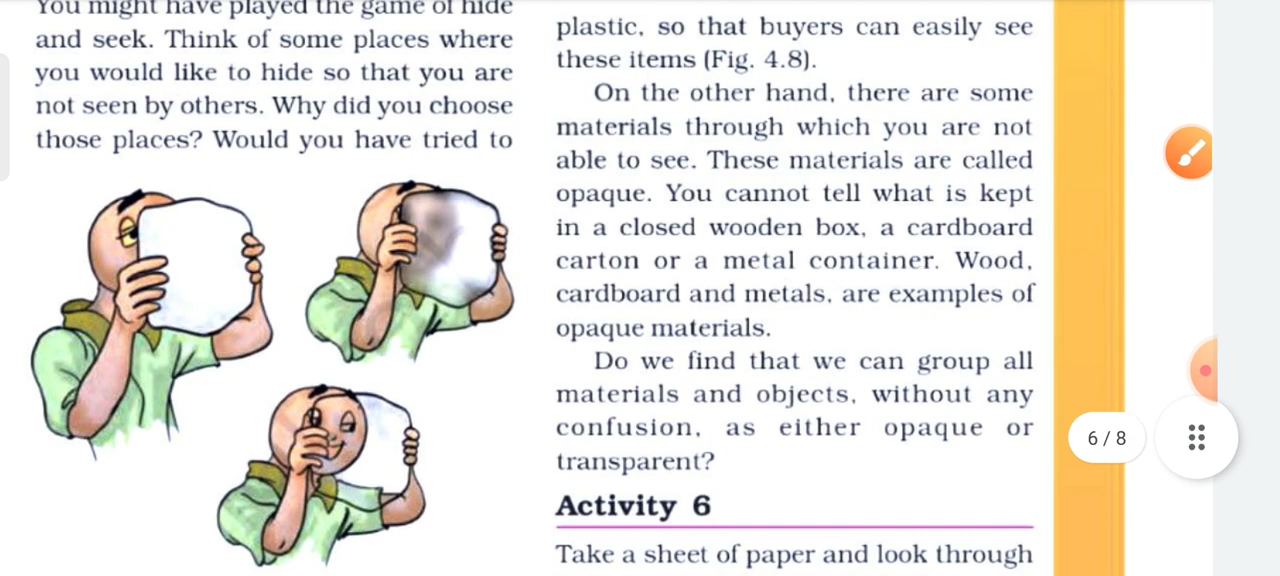 You might have played the game of hide
and seek. Think of some places where
you would like to hide so that you are
not seen by others. Why did you choose
those places? Would you have tried to
plastic, so that buyers can easily see
these items (Fig. 4.8).
On the other hand, there are some
materials through which you are not
able to see. These materials are called
opaque. You cannot tell what is kept
in a closed wooden box, a cardboard
carton or a metal container. Wood,
cardboard and metals, are examples of
opaque materials.
Do we find that we can group all
materials and objects, without any
confusion, as either opaque or
transparent?
Activity 6
Take a sheet of paper and look through
6 / 8